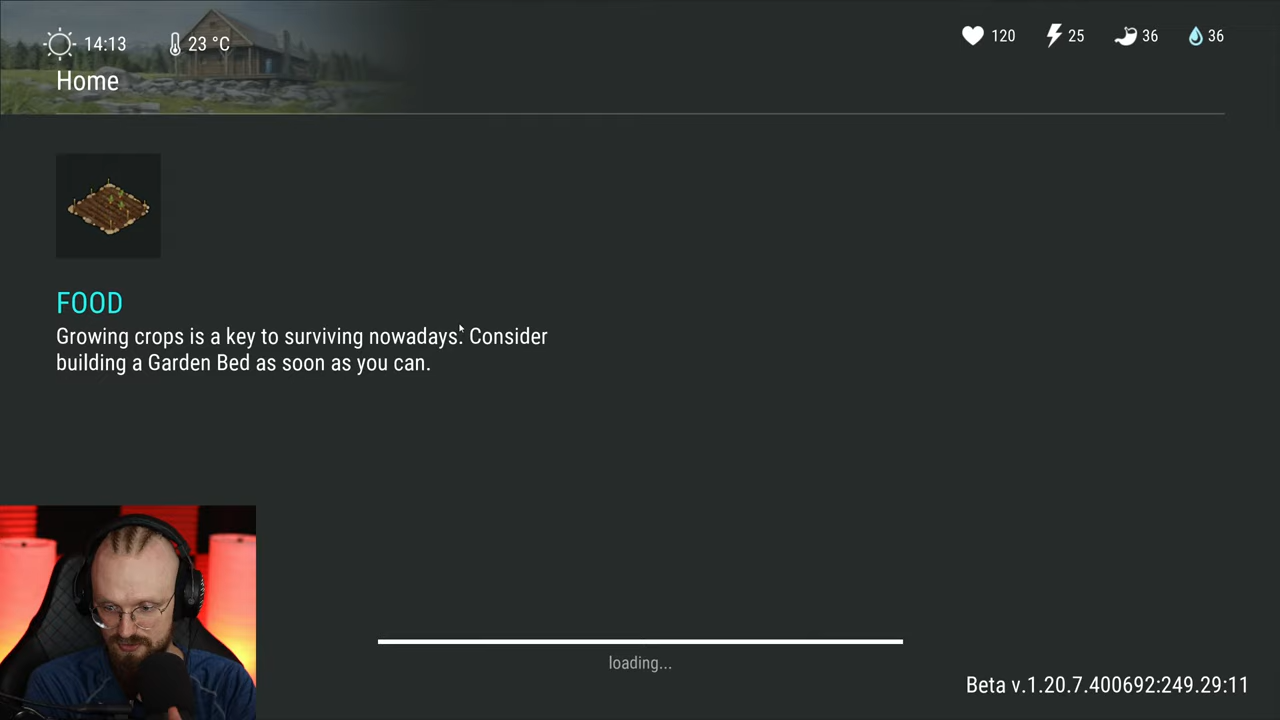 14:13 23 °C
120 25 36 36
Home
FOOD
Growing crops is a key to surviving nowadays. Consider
building a Garden Bed as soon as you can.
loading...
Beta v.1.20.7.400692:249.29:11